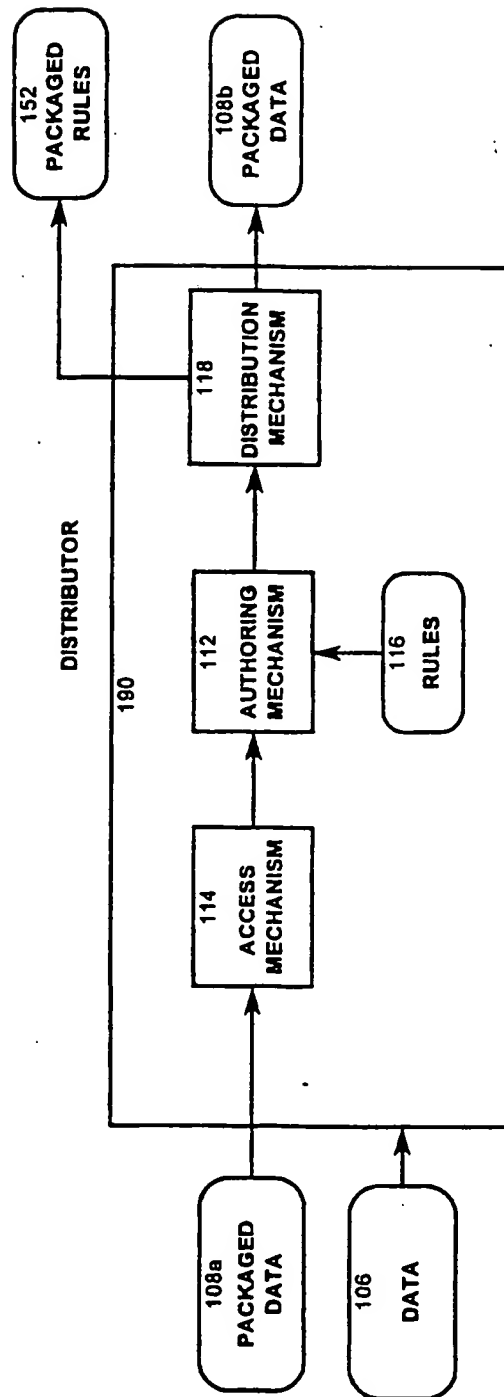 152
PACKAGED
RULES
DISTRIBUTOR
190
108a
PACKAGED
DATA
114
ACCESS
MECHANISM
112
AUTHORING
MECHANISM
118
DISTRIBUTION
MECHANISM
108b
PACKAGED
DATA
106
DATA
116
RULES